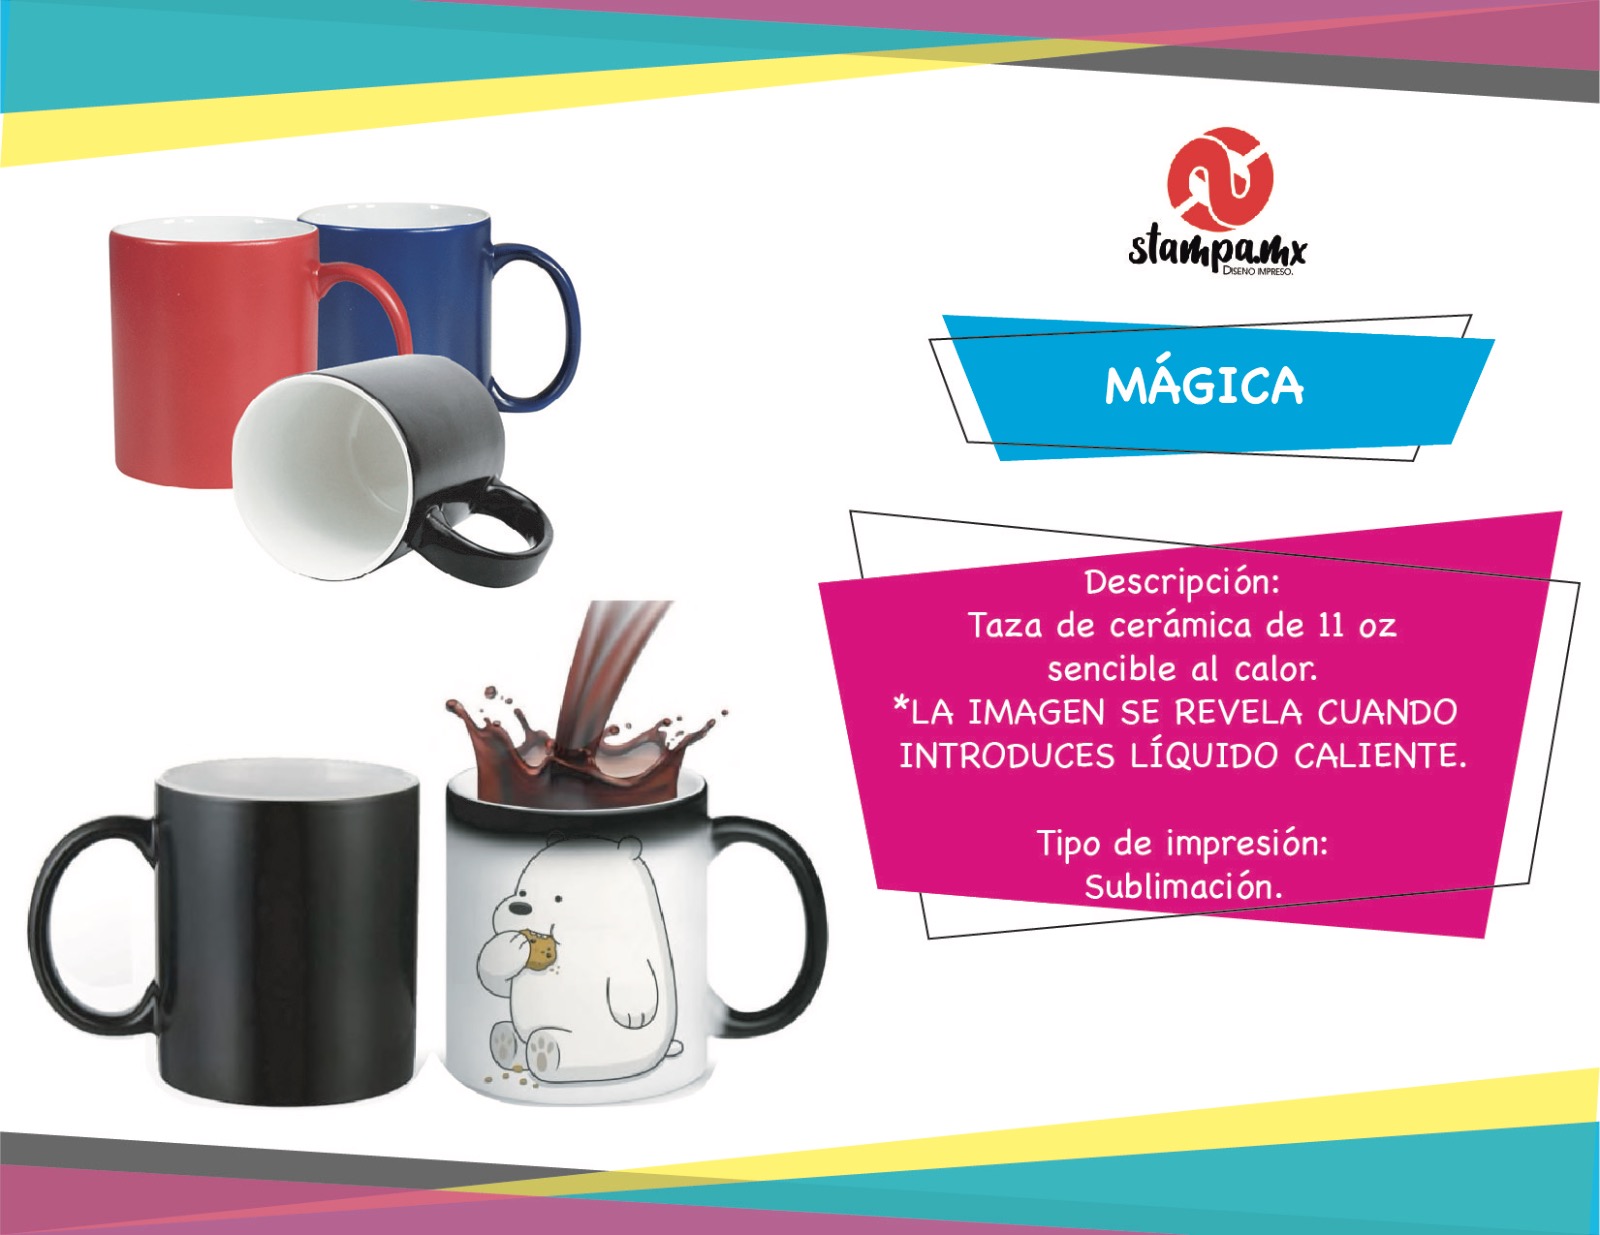 stampa.mx
DISENO IMPRESO.
MÁGICA
Descripción:
Taza de cerámica de 11 oz
sencible al calor.
*LA IMAGEN SE REVELA CUANDO
INTRODUCES LÍQUIDO CALIENTE.
Tipo de impresión:
Sublimación.